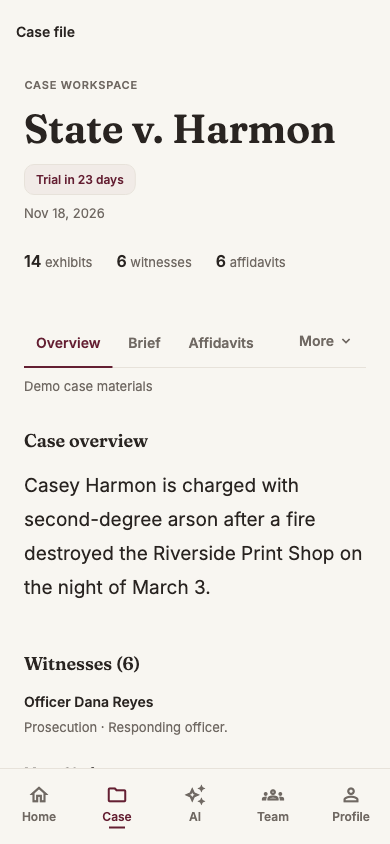 Case file
CASE WORKSPACE
State v. Harmon
Trial in 23 days
Nov 18, 2026
14 exhibits 6 witnesses 6 affidavits
Overview Brief Affidavits More
Demo case materials
Case overview
Casey Harmon is charged with
second-degree arson after a fire
destroyed the Riverside Print Shop on
the night of March 3.
Witnesses (6)
Officer Dana Reyes
Prosecution · Responding officer.
Home Case AI Team Profile